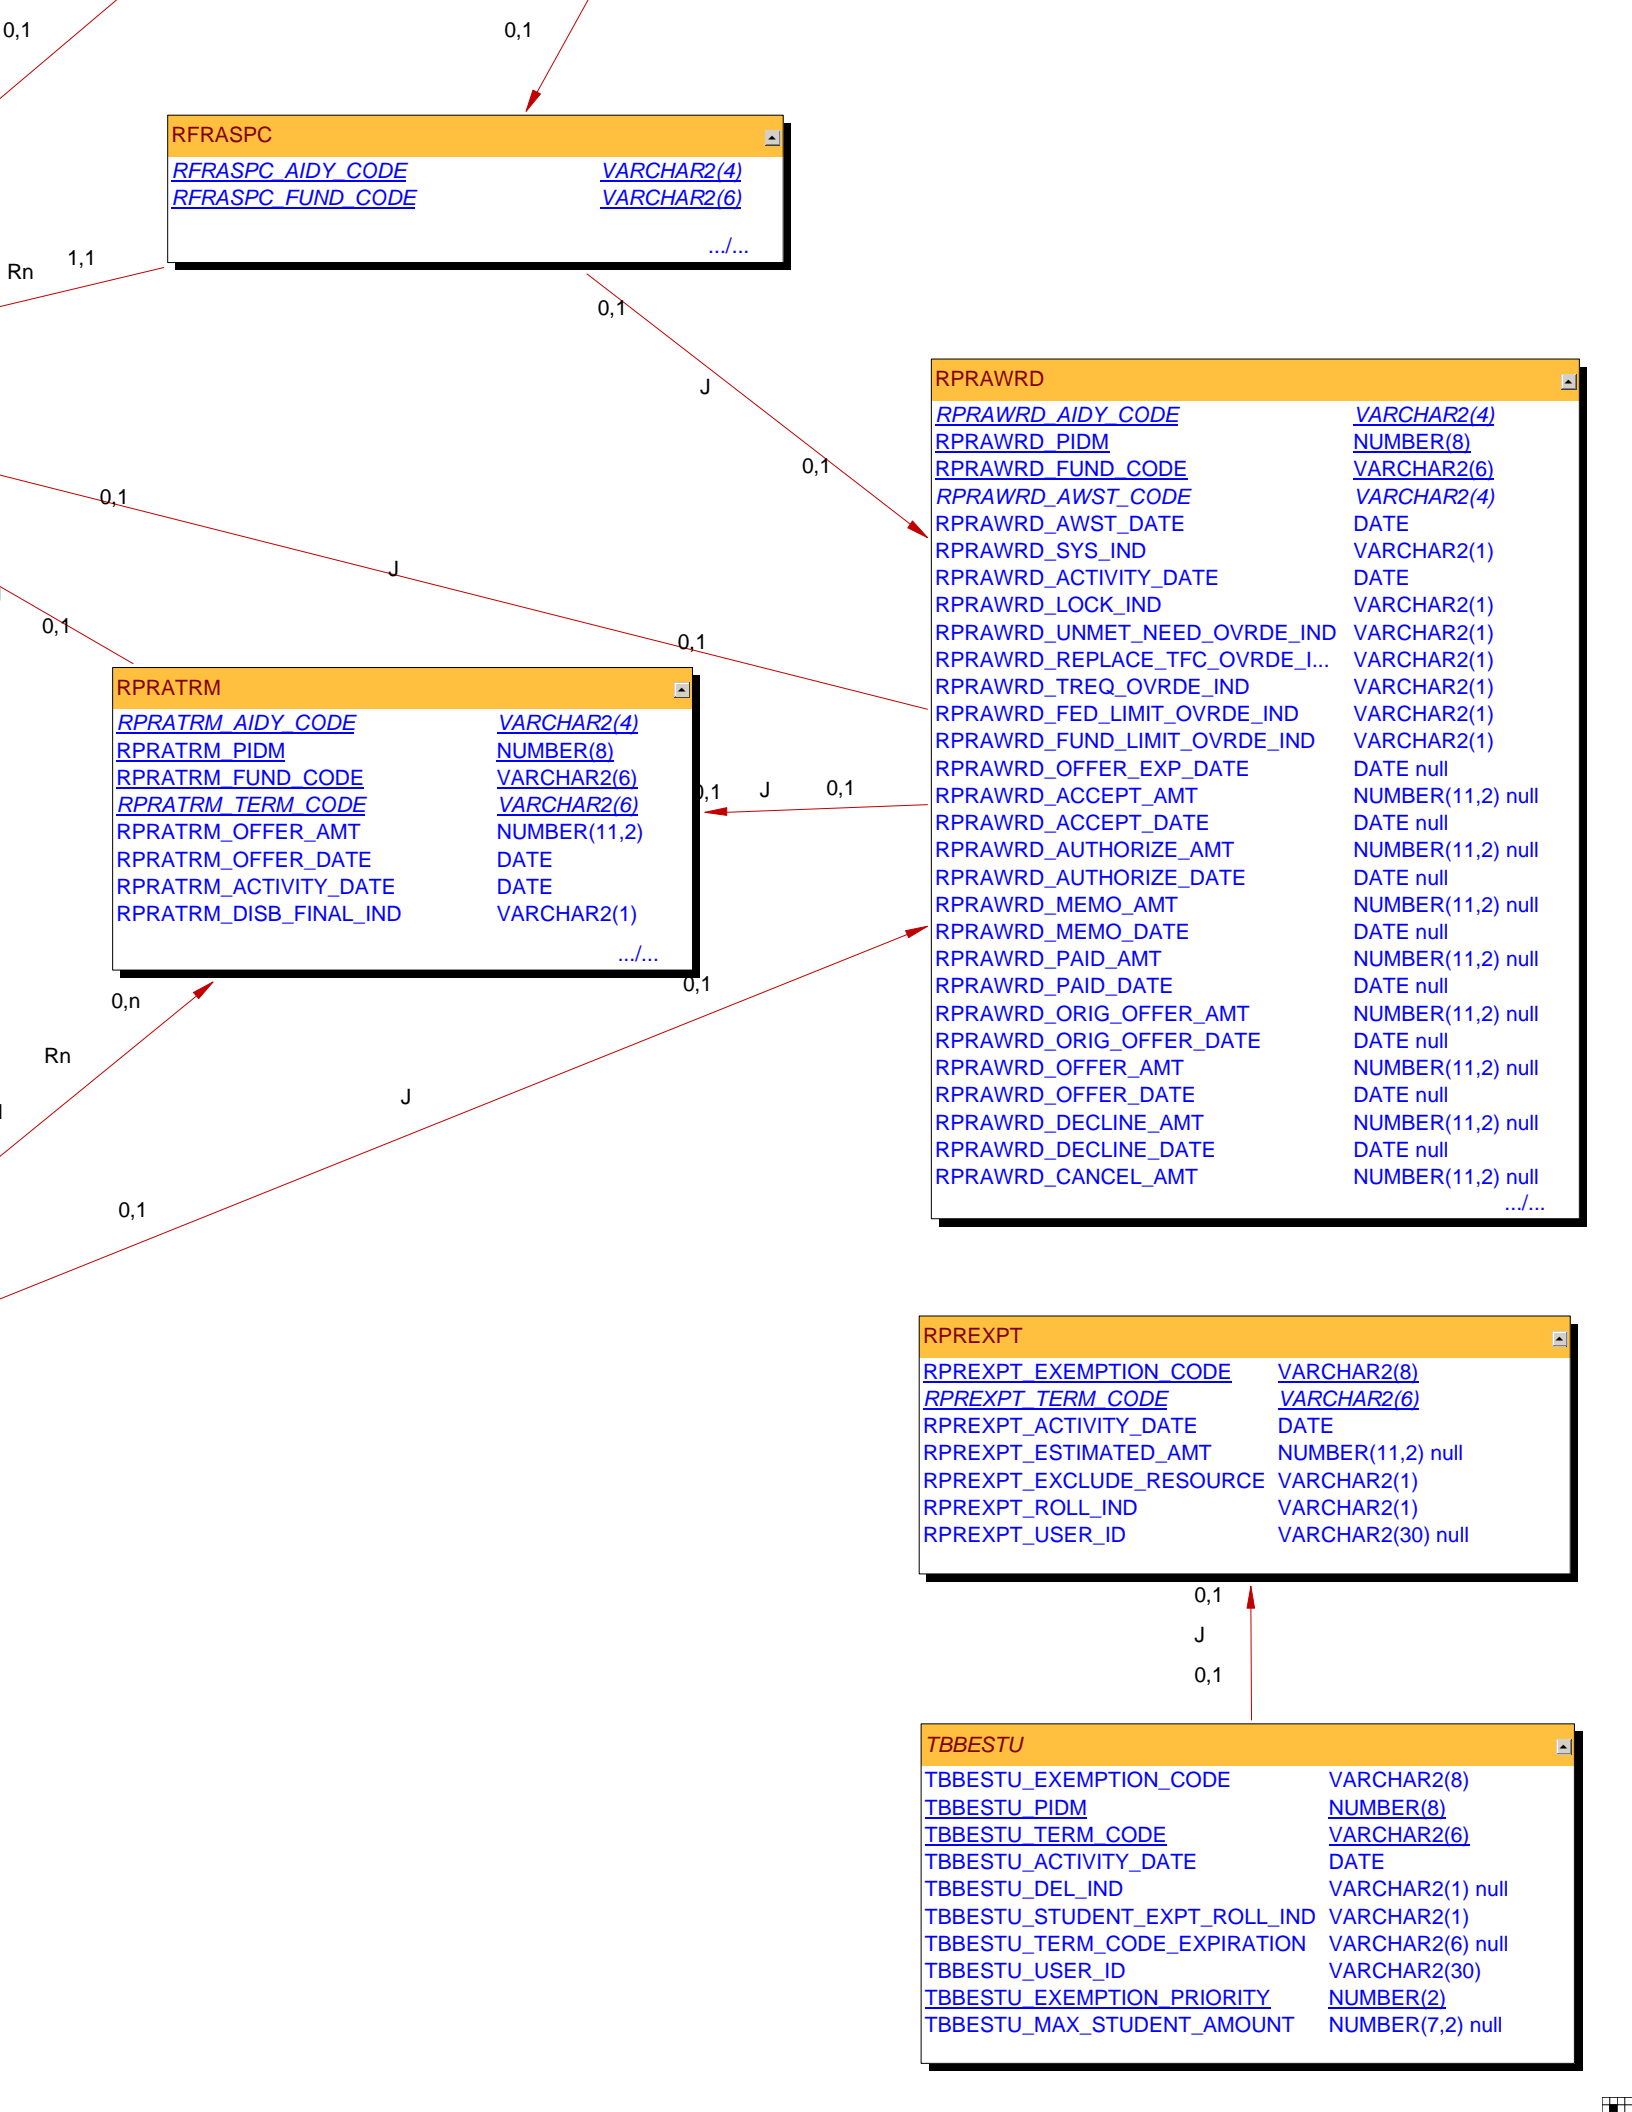 0,1
0,1
RFRASPC
RFRASPC_AIDY_CODE VARCHAR2(4)
RFRASPC_FUND_CODE VARCHAR2(6)
.../...
Rn 1,1
0,1
J
0,1
RPRAWRD
RPRAWRD_AIDY_CODE VARCHAR2(4)
RPRAWRD_PIDM NUMBER(8)
RPRAWRD_FUND_CODE VARCHAR2(6)
RPRAWRD_AWST_CODE VARCHAR2(4)
RPRAWRD_AWST_DATE DATE
RPRAWRD_SYS_IND VARCHAR2(1)
RPRAWRD_ACTIVITY_DATE DATE
RPRAWRD_LOCK_IND VARCHAR2(1)
RPRAWRD_UNMET_NEED_OVRDE_IND VARCHAR2(1)
RPRAWRD_REPLACE_TFC_OVRDE_I... VARCHAR2(1)
RPRAWRD_TREQ_OVRDE_IND VARCHAR2(1)
RPRAWRD_FED_LIMIT_OVRDE_IND VARCHAR2(1)
RPRAWRD_FUND_LIMIT_OVRDE_IND VARCHAR2(1)
RPRAWRD_OFFER_EXP_DATE DATE null
RPRAWRD_ACCEPT_AMT NUMBER(11,2) null
RPRAWRD_ACCEPT_DATE DATE null
RPRAWRD_AUTHORIZE_AMT NUMBER(11,2) null
RPRAWRD_AUTHORIZE_DATE DATE null
RPRAWRD_MEMO_AMT NUMBER(11,2) null
RPRAWRD_MEMO_DATE DATE null
RPRAWRD_PAID_AMT NUMBER(11,2) null
RPRAWRD_PAID_DATE DATE null
RPRAWRD_ORIG_OFFER_AMT NUMBER(11,2) null
RPRAWRD_ORIG_OFFER_DATE DATE null
RPRAWRD_OFFER_AMT NUMBER(11,2) null
RPRAWRD_OFFER_DATE DATE null
RPRAWRD_DECLINE_AMT NUMBER(11,2) null
RPRAWRD_DECLINE_DATE DATE null
RPRAWRD_CANCEL_AMT NUMBER(11,2) null
.../...
0,1
J
0,1
0,1
RPRATRM
RPRATRM_AIDY_CODE VARCHAR2(4)
RPRATRM_PIDM NUMBER(8)
RPRATRM_FUND_CODE VARCHAR2(6)
RPRATRM_TERM_CODE VARCHAR2(6)
RPRATRM_OFFER_AMT NUMBER(11,2)
RPRATRM_OFFER_DATE DATE
RPRATRM_ACTIVITY_DATE DATE
RPRATRM_DISB_FINAL_IND VARCHAR2(1)
.../...
0,1 J 0,1
0,1
0,n
Rn
J
0,1
RPREXPT
RPREXPT_EXEMPTION_CODE VARCHAR2(8)
RPREXPT_TERM_CODE VARCHAR2(6)
RPREXPT_ACTIVITY_DATE DATE
RPREXPT_ESTIMATED_AMT NUMBER(11,2) null
RPREXPT_EXCLUDE_RESOURCE VARCHAR2(1)
RPREXPT_ROLL_IND VARCHAR2(1)
RPREXPT_USER_ID VARCHAR2(30) null
0,1
J
0,1
TBBESTU
TBBESTU_EXEMPTION_CODE VARCHAR2(8)
TBBESTU_PIDM NUMBER(8)
TBBESTU_TERM_CODE VARCHAR2(6)
TBBESTU_ACTIVITY_DATE DATE
TBBESTU_DEL_IND VARCHAR2(1) null
TBBESTU_STUDENT_EXPT_ROLL_IND VARCHAR2(1)
TBBESTU_TERM_CODE_EXPIRATION VARCHAR2(6) null
TBBESTU_USER_ID VARCHAR2(30)
TBBESTU_EXEMPTION_PRIORITY NUMBER(2)
TBBESTU_MAX_STUDENT_AMOUNT NUMBER(7,2) null